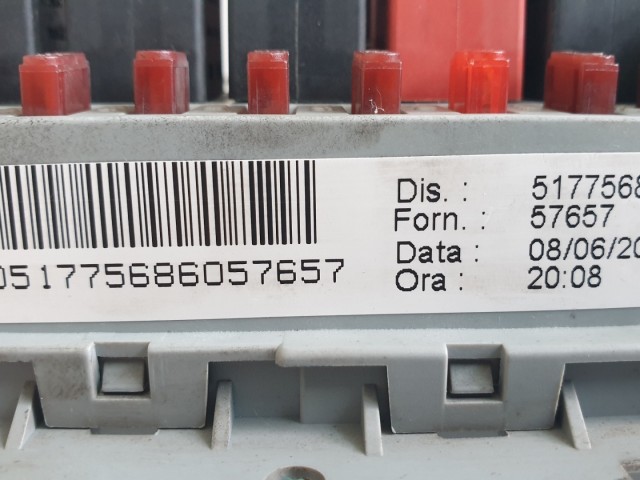 051775686057657
Dis. : 5177568
Forn. : 57657
Data : 08/06/20
Ora : 20:08